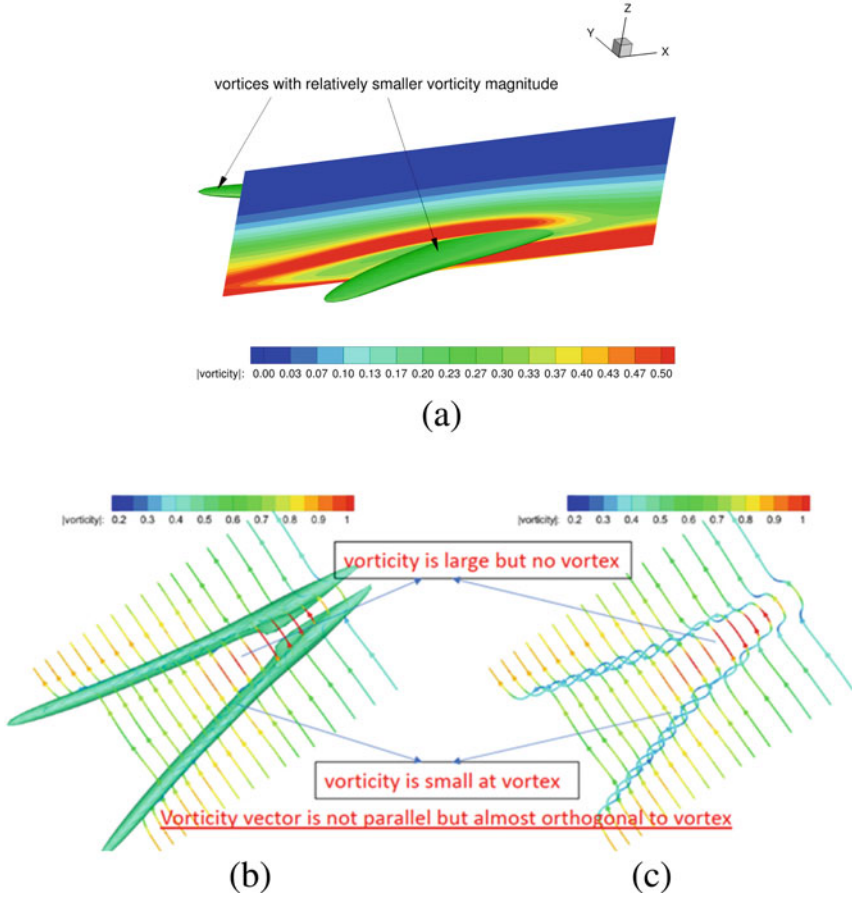 Z
Y
X
vortices with relatively smaller vorticity magnitude
|vorticity|: 0.00 0.03 0.07 0.10 0.13 0.17 0.20 0.23 0.27 0.30 0.33 0.37 0.40 0.43 0.47 0.50
(a)
|vorticity|: 0.2 0.3 0.4 0.5 0.6 0.7 0.8 0.9 1
|vorticity|: 0.2 0.3 0.4 0.5 0.6 0.7 0.8 0.9 1
vorticity is large but no vortex
vorticity is small at vortex
Vorticity vector is not parallel but almost orthogonal to vortex
(b)
(c)